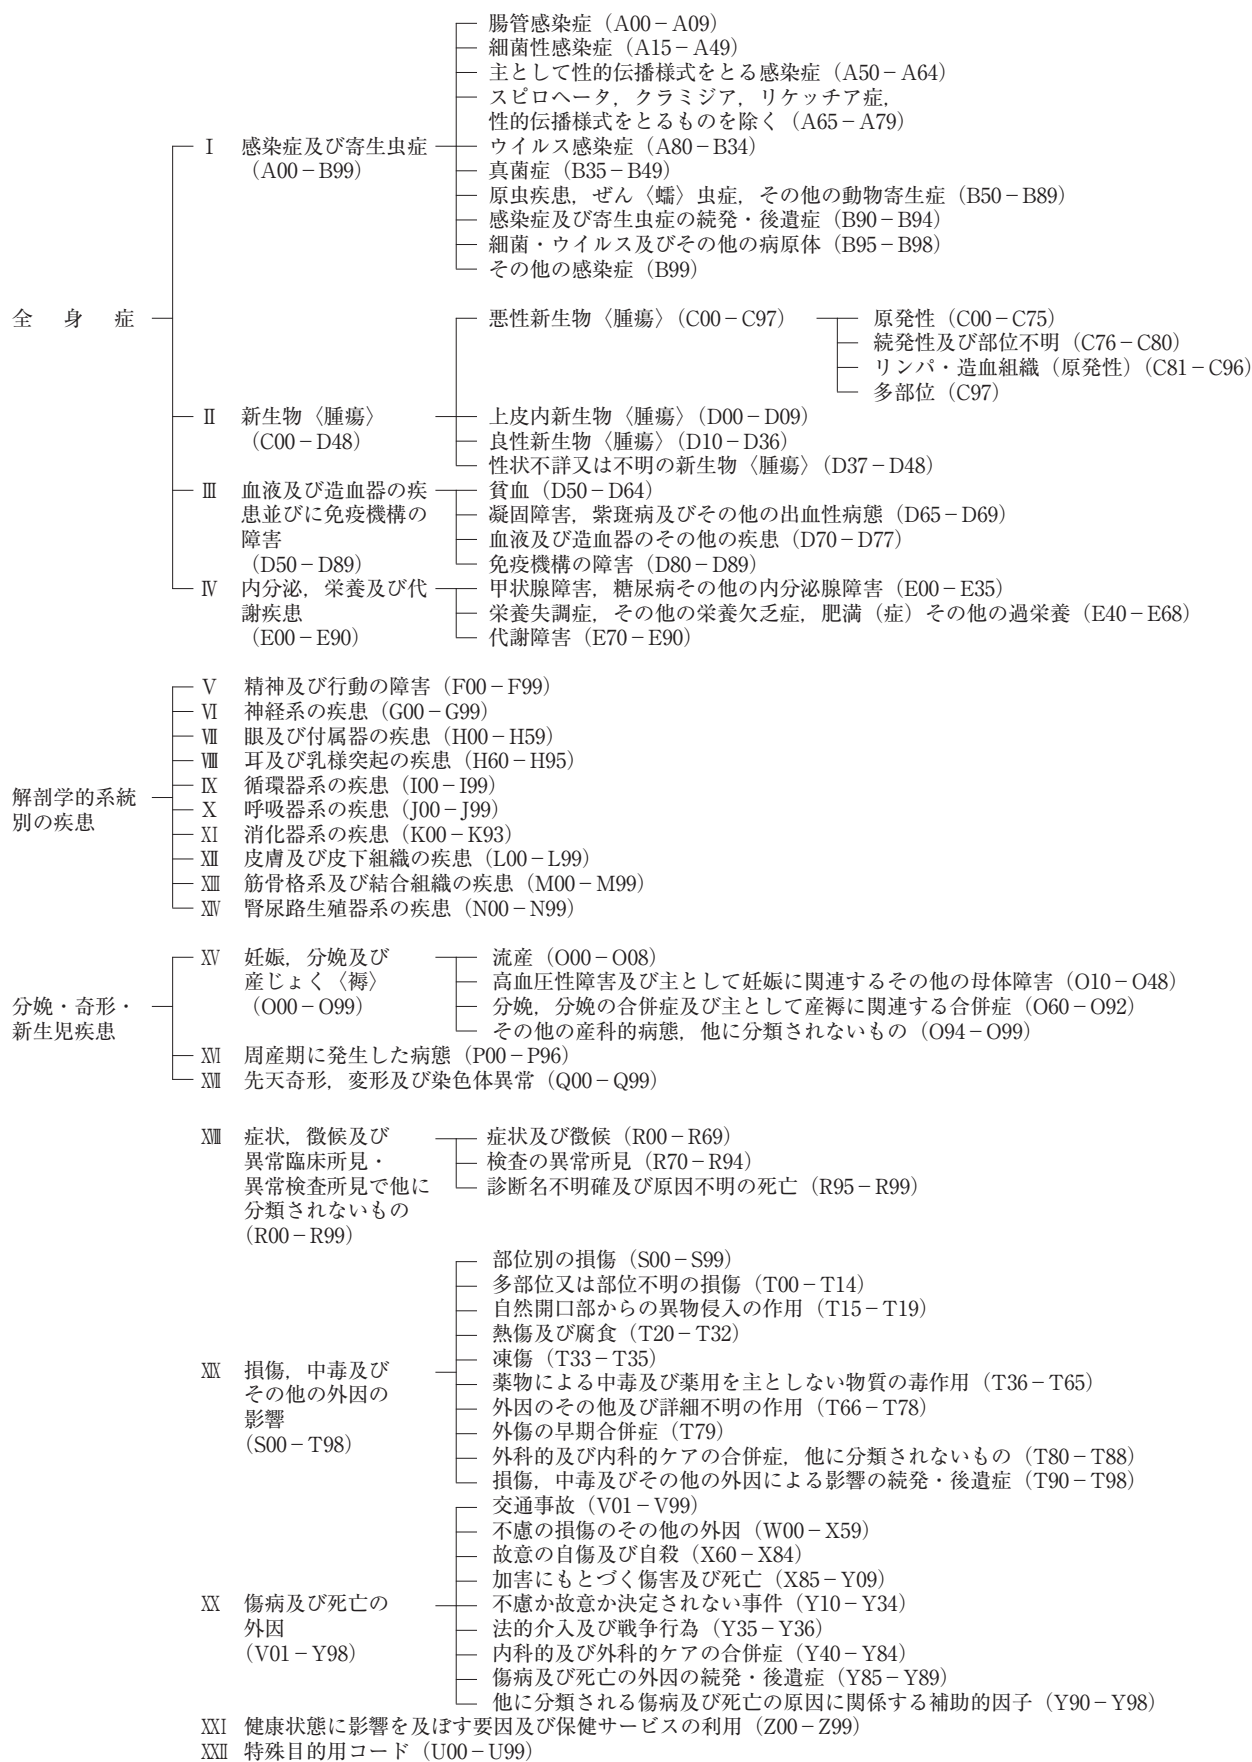 腸管感染症（A00－A09）
細菌性感染症（A15－A49）
主として性的伝播様式をとる感染症（A50－A64）
スピロヘータ，クラミジア，リケッチア症，
性的伝播様式をとるものを除く（A65－A79）
Ⅰ 感染症及び寄生虫症 ウイルス感染症（A80－B34）
（A00－B99） 真菌症（B35－B49）
原虫疾患，ぜん〈蠕〉虫症，その他の動物寄生症（B50－B89）
感染症及び寄生虫症の続発・後遺症（B90－B94）
細菌・ウイルス及びその他の病原体（B95－B98）
その他の感染症（B99）
全身症 悪性新生物〈腫瘍〉（C00－C97） 原発性（C00－C75）
続発性及び部位不明（C76－C80）
リンパ・造血組織（原発性）（C81－C96）
多部位（C97）
Ⅱ 新生物〈腫瘍〉 上皮内新生物〈腫瘍〉（D00－D09）
（C00－D48） 良性新生物〈腫瘍〉（D10－D36）
性状不詳又は不明の新生物〈腫瘍〉（D37－D48）
Ⅲ 血液及び造血器の疾 貧血（D50－D64）
患並びに免疫機構の 凝固障害，紫斑病及びその他の出血性病態（D65－D69）
障害 血液及び造血器のその他の疾患（D70－D77）
（D50－D89） 免疫機構の障害（D80－D89）
Ⅳ 内分泌，栄養及び代 甲状腺障害，糖尿病その他の内分泌腺障害（E00－E35）
謝疾患 栄養失調症，その他の栄養欠乏症，肥満（症）その他の過栄養（E40－E68）
（E00－E90） 代謝障害（E70－E90）
Ⅴ 精神及び行動の障害（F00－F99）
Ⅵ 神経系の疾患（G00－G99）
Ⅶ 眼及び付属器の疾患（H00－H59）
Ⅷ 耳及び乳様突起の疾患（H60－H95）
解剖学的系統 Ⅸ 循環器系の疾患（I00－I99）
別の疾患 Ⅹ 呼吸器系の疾患（J00－J99）
Ⅺ 消化器系の疾患（K00－K93）
Ⅻ 皮膚及び皮下組織の疾患（L00－L99）
XIII 筋骨格系及び結合組織の疾患（M00－M99）
XIV 腎尿路生殖器系の疾患（N00－N99）
XV 妊娠，分娩及び 流産（O00－O08）
産じょく〈褥〉 高血圧性障害及び主として妊娠に関連するその他の母体障害（O10－O48）
分娩・奇形・ （O00－O99） 分娩，分娩の合併症及び主として産褥に関連する合併症（O60－O92）
新生児疾患 その他の産科的病態，他に分類されないもの（O94－O99）
XVI 周産期に発生した病態（P00－P96）
XVII 先天奇形，変形及び染色体異常（Q00－Q99）
XVIII 症状，徴候及び 症状及び徴候（R00－R69）
異常臨床所見・ 検査の異常所見（R70－R94）
異常検査所見で他に 診断名不明確及び原因不明の死亡（R95－R99）
分類されないもの
（R00－R99）
部位別の損傷（S00－S99）
多部位又は部位不明の損傷（T00－T14）
自然開口部からの異物侵入の作用（T15－T19）
熱傷及び腐食（T20－T32）
凍傷（T33－T35）
XIX 損傷，中毒及び 薬物による中毒及び薬用を主としない物質の毒作用（T36－T65）
その他の外因の 外因のその他及び詳細不明の作用（T66－T78）
影響 外傷の早期合併症（T79）
（S00－T98） 外科的及び内科的ケアの合併症，他に分類されないもの（T80－T88）
損傷，中毒及びその他の外因による影響の続発・後遺症（T90－T98）
交通事故（V01－V99）
不慮の損傷のその他の外因（W00－X59）
故意の自傷及び自殺（X60－X84）
加害にもとづく傷害及び死亡（X85－Y09）
XX 傷病及び死亡の 不慮か故意か決定されない事件（Y10－Y34）
外因 法的介入及び戦争行為（Y35－Y36）
（V01－Y98） 内科的及び外科的ケアの合併症（Y40－Y84）
傷病及び死亡の外因の続発・後遺症（Y85－Y89）
他に分類される傷病及び死亡の原因に関係する補助的因子（Y90－Y98）
XXI 健康状態に影響を及ぼす要因及び保健サービスの利用（Z00－Z99）
XXII 特殊目的用コード（U00－U99）